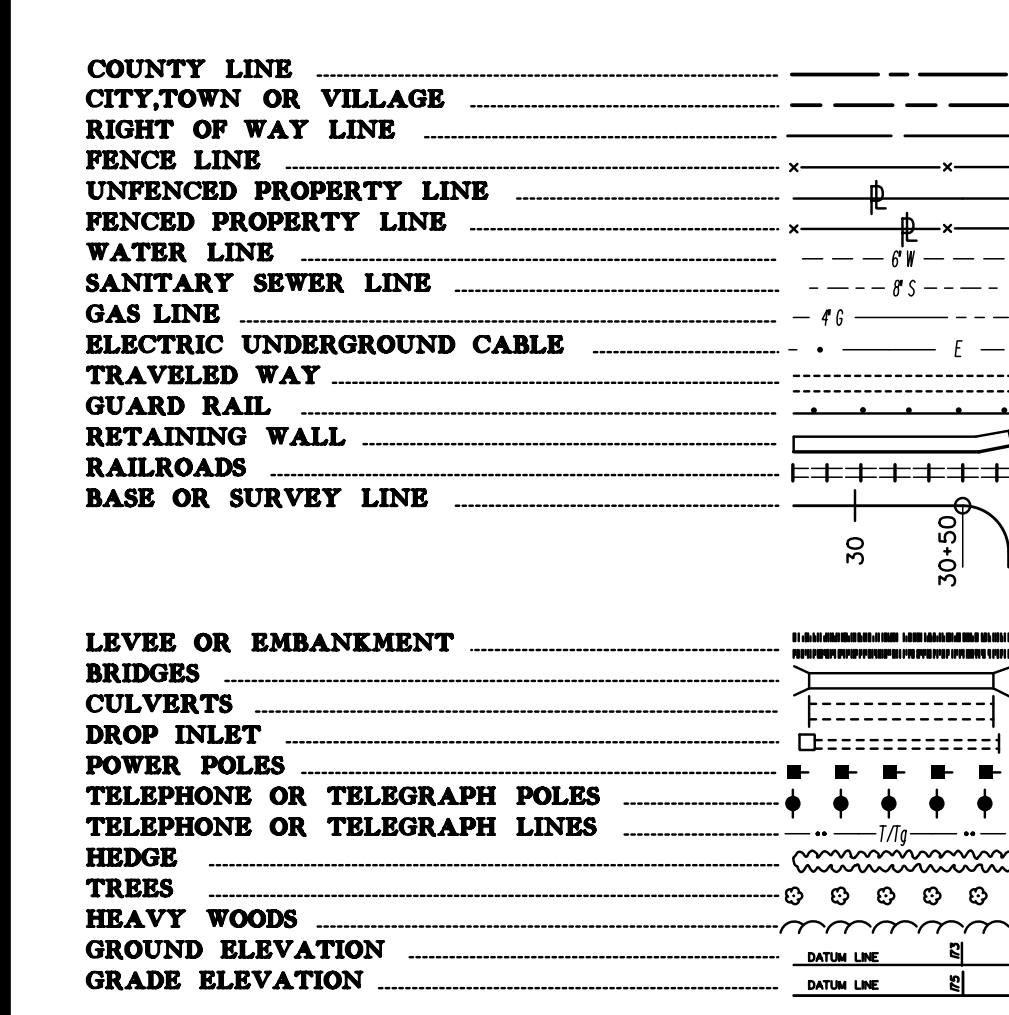 COUNTY LINE
CITY, TOWN OR VILLAGE
RIGHT OF WAY LINE
FENCE LINE
UNFENCED PROPERTY LINE PL
FENCED PROPERTY LINE PL
WATER LINE 6" W
SANITARY SEWER LINE 8" S
GAS LINE 4" G
ELECTRIC UNDERGROUND CABLE E
TRAVELED WAY
GUARD RAIL
RETAINING WALL
RAILROADS
BASE OR SURVEY LINE
30 30+50
LEVEE OR EMBANKMENT
BRIDGES
CULVERTS
DROP INLET
POWER POLES
TELEPHONE OR TELEGRAPH POLES
TELEPHONE OR TELEGRAPH LINES T/Tg
HEDGE
TREES
HEAVY WOODS
GROUND ELEVATION DATUM LINE 173
GRADE ELEVATION DATUM LINE 175